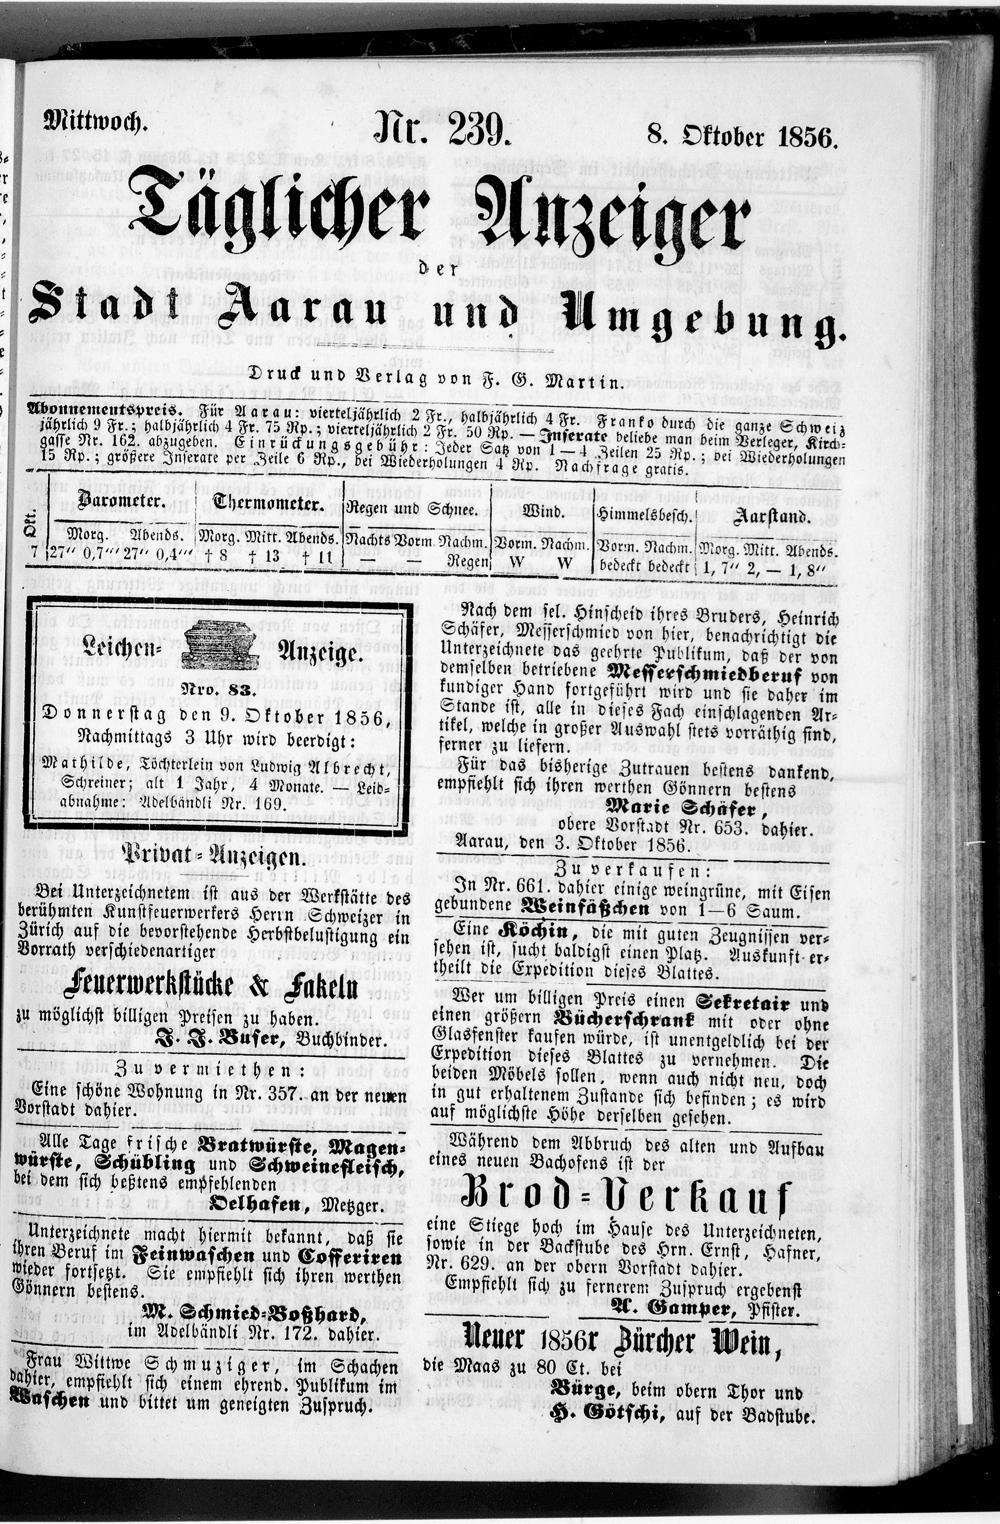 Mittwoch. Nr. 239. 8. Oktober 1856.
Täglicher Anzeiger
der
Stadt Aarau und Umgebung.
Druck und Verlag von F. G. Martin.
Abonnementspreis. Für Aarau: vierteljährlich 2 Fr., halbjährlich 4 Fr. Franko durch die ganze Schweiz
jährlich 9 Fr.; halbjährlich 4 Fr. 75 Rp.; vierteljährlich 2 Fr. 50 Rp. — Inserate beliebe man beim Verleger, Kirch-
gasse Nr. 162. abzugeben. Einrückungsgebühr: Jeder Satz von 1—4 Zeilen 25 Rp.; bei Wiederholungen
15 Rp.; größere Inserate per Zeile 6 Rp., bei Wiederholungen 4 Rp. Nachfrage gratis.
Okt. Barometer. Thermometer. Regen und Schnee. Wind. Himmelsbesch. Aarstand.
Morg. Abends. Morg. Mitt. Abends. Nachts Vorm. Nachm. Vorm. Nachm. Vorm. Nachm. Morg. Mitt. Abends.
7 27“ 0,7‘‘‘ 27“ 0,4‘‘‘ † 8 † 13 † 11 — — Regen W W bedeckt bedeckt 1, 7“ 2, — 1, 8“
Leichen- Anzeige.
Nro. 83.
Donnerstag den 9. Oktober 1856,
Nachmittags 3 Uhr wird beerdigt:
Mathilde, Töchterlein von Ludwig Albrecht,
Schreiner; alt 1 Jahr, 4 Monate. — Leid-
abnahme: Adelbändli Nr. 169.
Privat-Anzeigen.
Bei Unterzeichnetem ist aus der Werkstätte des
berühmten Kunstfeuerwerkers Herrn Schweizer in
Zürich auf die bevorstehende Herbstbelustigung ein
Vorrath verschiedenartiger
Feuerwerkstücke & Fakeln
zu möglichst billigen Preisen zu haben.
J. J. Buser, Buchbinder.
Zu vermiethen:
Eine schöne Wohnung in Nr. 357. an der neuen
Vorstadt dahier.
Alle Tage frische Bratwürste, Magen-
würste, Schübling und Schweinefleisch,
bei dem sich beßtens empfehlenden
Oelhafen, Metzger.
Unterzeichnete macht hiermit bekannt, daß sie
ihren Beruf im Feinwaschen und Cofferiren
wieder fortsetzt. Sie empfiehlt sich ihren werthen
Gönnern bestens.
M. Schmied-Boßhard,
im Adelbändli Nr. 172. dahier.
Frau Wittwe Schmuziger, im Schachen
dahier, empfiehlt sich einem ehrend. Publikum im
Waschen und bittet um geneigten Zuspruch.
Nach dem sel. Hinscheid ihres Bruders, Heinrich
Schäfer, Messerschmied von hier, benachrichtigt die
Unterzeichnete das geehrte Publikum, daß der von
demselben betriebene Messerschmiedberuf von
kundiger Hand fortgeführt wird und sie daher im
Stande ist, alle in dieses Fach einschlagenden Ar-
tikel, welche in großer Auswahl stets vorräthig sind,
ferner zu liefern.
Für das bisherige Zutrauen bestens dankend,
empfiehlt sich ihren werthen Gönnern bestens
Marie Schäfer,
obere Vorstadt Nr. 653. dahier.
Aarau, den 3. Oktober 1856.
Zu verkaufen:
In Nr. 661. dahier einige weingrüne, mit Eisen
gebundene Weinfäßchen von 1—6 Saum.
Eine Köchin, die mit guten Zeugnissen ver-
sehen ist, sucht baldigst einen Platz. Auskunft er-
theilt die Expedition dieses Blattes.
Wer um billigen Preis einen Sekretair und
einen größern Bücherschrank mit oder ohne
Glasfenster kaufen würde, ist unentgeldlich bei der
Expedition dieses Blattes zu vernehmen. Die
beiden Möbels sollen, wenn auch nicht neu, doch
in gut erhaltenem Zustande sich befinden; es wird
auf möglichste Höhe derselben gesehen.
Während dem Abbruch des alten und Aufbau
eines neuen Bachofens ist der
Brod-Verkauf
eine Stiege hoch im Hause des Unterzeichneten,
sowie in der Backstube des Hrn. Ernst, Hafner,
Nr. 629. an der obern Vorstadt dahier.
Empfiehlt sich zu fernerem Zuspruch ergebenst
A. Gamper, Pfister.
Neuer 1856r Zürcher Wein,
die Maas zu 80 Ct. bei
Bürge, beim obern Thor und
H. Götschi, auf der Badstube.